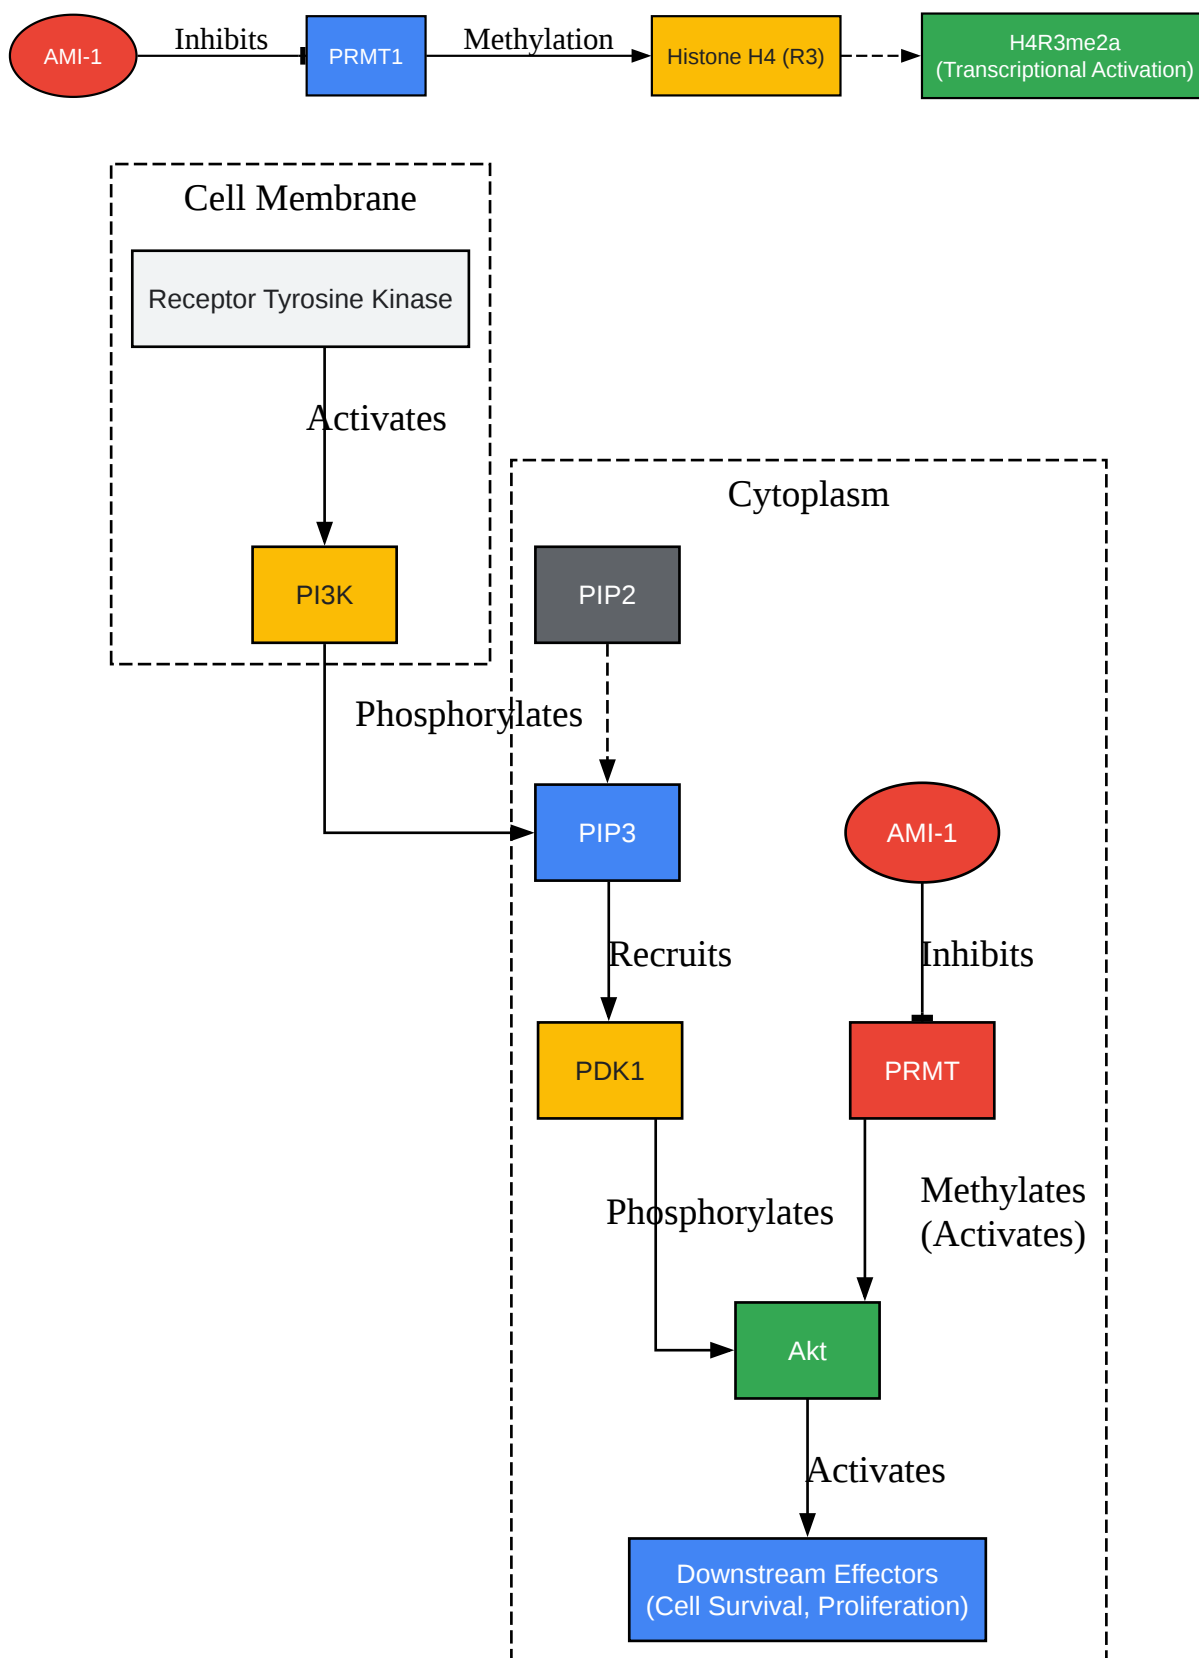 AMI-1
Inhibits
PRMT1
Methylation
Histone H4 (R3)
H4R3me2a
(Transcriptional Activation)
Cell Membrane
Receptor Tyrosine Kinase
Activates
Cytoplasm
PI3K
PIP2
Phosphorylates
PIP3
AMI-1
Recruits
Inhibits
PDK1
PRMT
Phosphorylates
Methylates
(Activates)
Akt
Activates
Downstream Effectors
(Cell Survival, Proliferation)